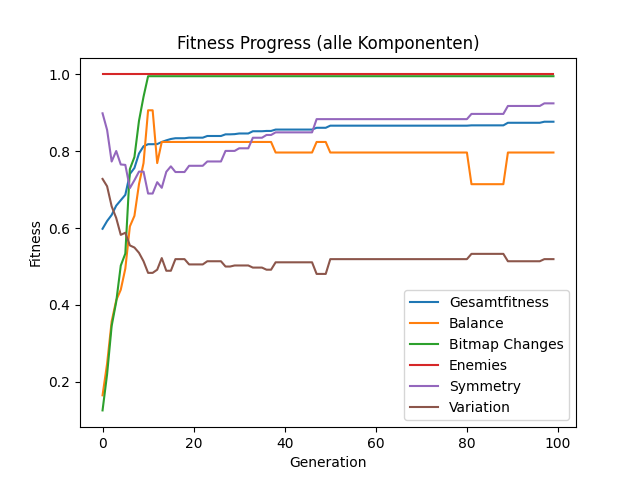 Fitness Progress (alle Komponenten)
Fitness
1.0
0.8
0.6
0.4
0.2
0 20 40 60 80 100
Generation
Gesamtfitness
Balance
Bitmap Changes
Enemies
Symmetry
Variation